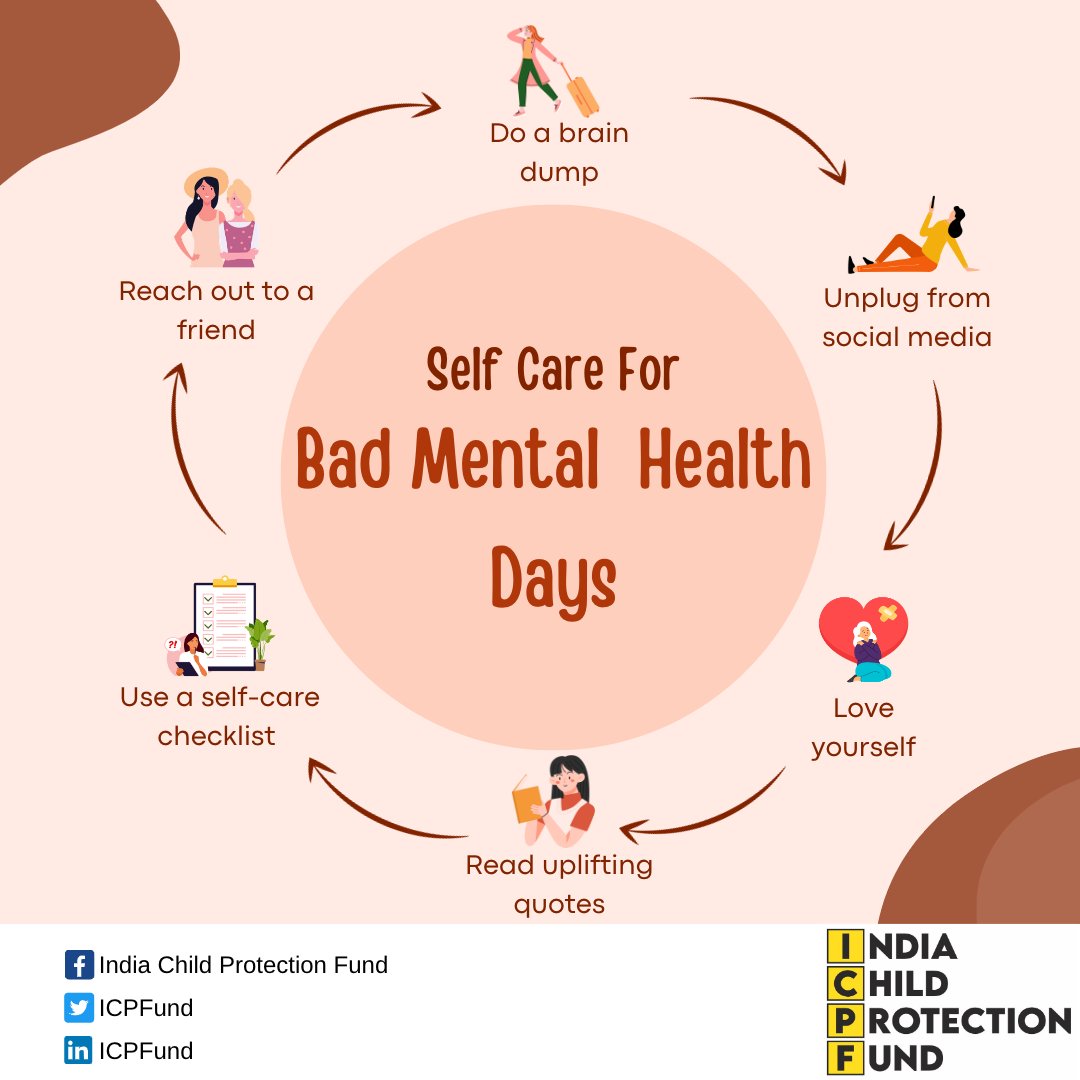 Self Care For
Bad Mental Health
Days
Do a brain
dump
Unplug from
social media
Love
yourself
Read uplifting
quotes
Use a self-care
checklist
?!
Reach out to a
friend
f India Child Protection Fund
ICPFund
in ICPFund
INDIA
CHILD
PROTECTION
FUND